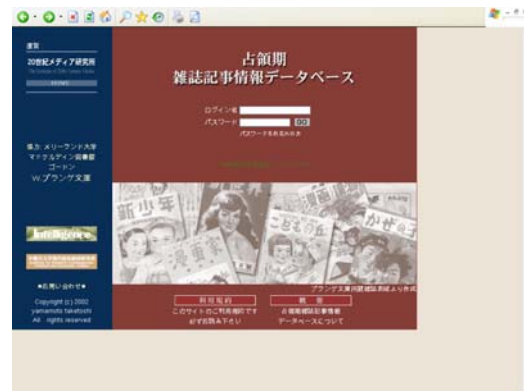 運営
20世紀メディア研究所
HOME
協力: メリーランド大学
マッケルディン図書館
ゴードン
W.プランゲ文庫
Intelligence
■お問い合わせ■
Copyright (c) 2002
yamamoto taketoshi
All rights reserved
占領期
雑誌記事情報データベース
ログイン名
パスワード
GO
パスワードをお忘れの方
新少年
漫画家
こどもの丘
漫画
かぜの子
プランゲ文庫所蔵雑誌表紙より作成
利用規約
このサイトのご利用規約です
必ずお読み下さい
概要
占領期雑誌記事情報
データベースについて